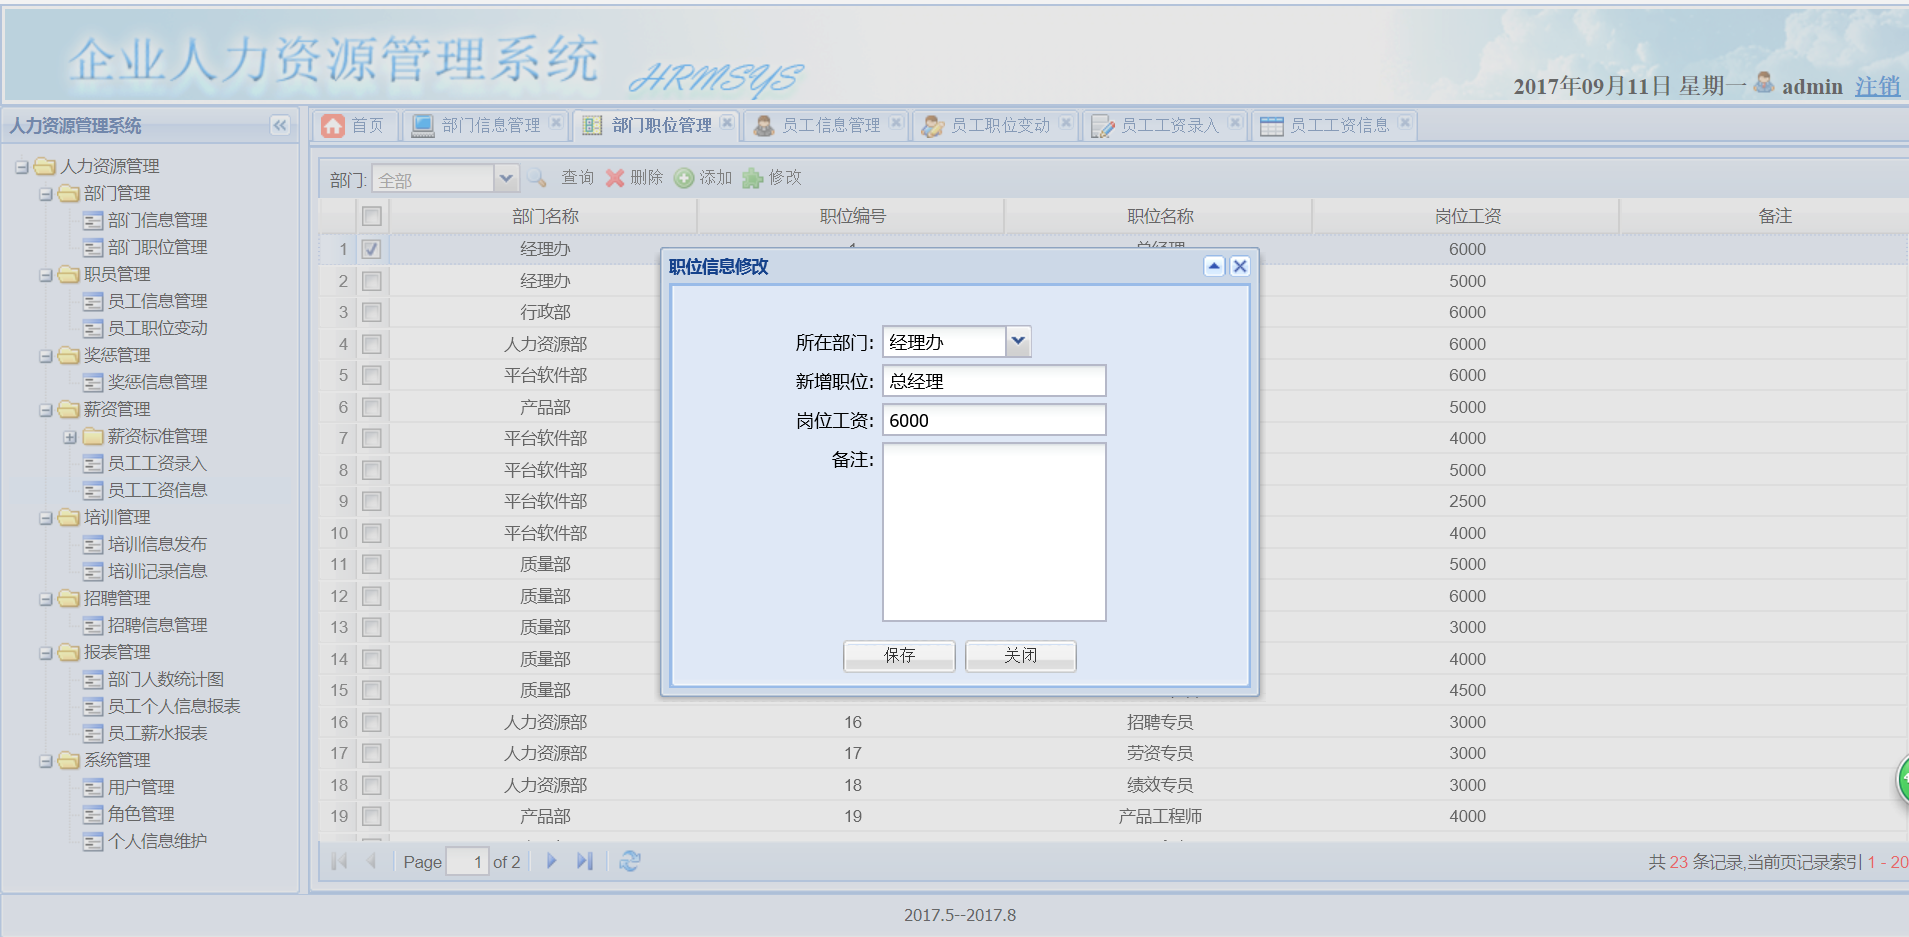 企业人力资源管理系统 HRMSYS
2017年09月11日 星期一 admin 注销
人力资源管理系统
首页 部门信息管理 部门职位管理 员工信息管理 员工职位变动 员工工资录入 员工工资信息
人力资源管理
部门管理
部门信息管理
部门职位管理
职员管理
员工信息管理
员工职位变动
奖惩管理
奖惩信息管理
薪资管理
薪资标准管理
员工工资录入
员工工资信息
培训管理
培训信息发布
培训记录信息
招聘管理
招聘信息管理
报表管理
部门人数统计图
员工个人信息报表
员工薪水报表
系统管理
用户管理
角色管理
个人信息维护
部门: 全部 查询 删除 添加 修改
部门名称 职位编号 职位名称 岗位工资 备注
1 经理办 6000
2 经理办 5000
3 行政部 6000
4 人力资源部 6000
5 平台软件部 6000
6 产品部 5000
7 平台软件部 4000
8 平台软件部 5000
9 平台软件部 2500
10 平台软件部 4000
11 质量部 5000
12 质量部 6000
13 质量部 3000
14 质量部 4000
15 质量部 4500
16 人力资源部 16 招聘专员 3000
17 人力资源部 17 劳资专员 3000
18 人力资源部 18 绩效专员 3000
19 产品部 19 产品工程师 4000
职位信息修改
所在部门: 经理办
新增职位: 总经理
岗位工资: 6000
备注:
保存 关闭
Page 1 of 2
共 23 条记录,当前页记录索引 1 - 20
2017.5--2017.8